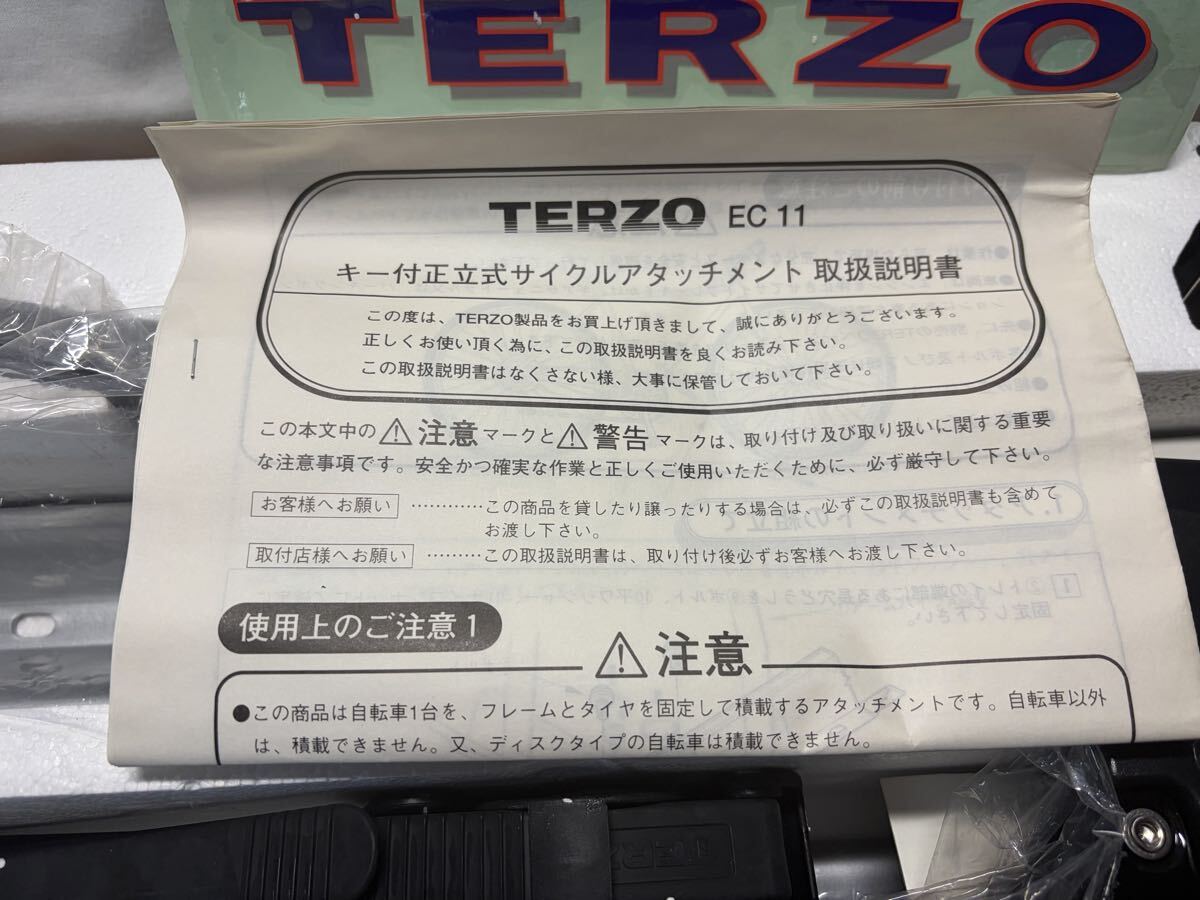 TERZO
TERZO EC 11
キー付正立式サイクルアタッチメント 取扱説明書
この度は、TERZO製品をお買上げ頂きまして、誠にありがとうございます。
正しくお使い頂く為に、この取扱説明書を良くお読み下さい。
この取扱説明書はなくさない様、大事に保管しておいて下さい。
この本文中の⚠注意マークと⚠警告マークは、取り付け及び取り扱いに関する重要
な注意事項です。安全かつ確実な作業と正しくご使用いただくために、必ず厳守して下さい。
お客様へお願い …………この商品を貸したり譲ったりする場合は、必ずこの取扱説明書も含めて
お渡し下さい。
取付店様へお願い ………この取扱説明書は、取り付け後必ずお客様へお渡し下さい。
使用上のご注意1
⚠注意
●この商品は自転車1台を、フレームとタイヤを固定して積載するアタッチメントです。自転車以外
は、積載できません。又、ディスクタイプの自転車は積載できません。
TERZ